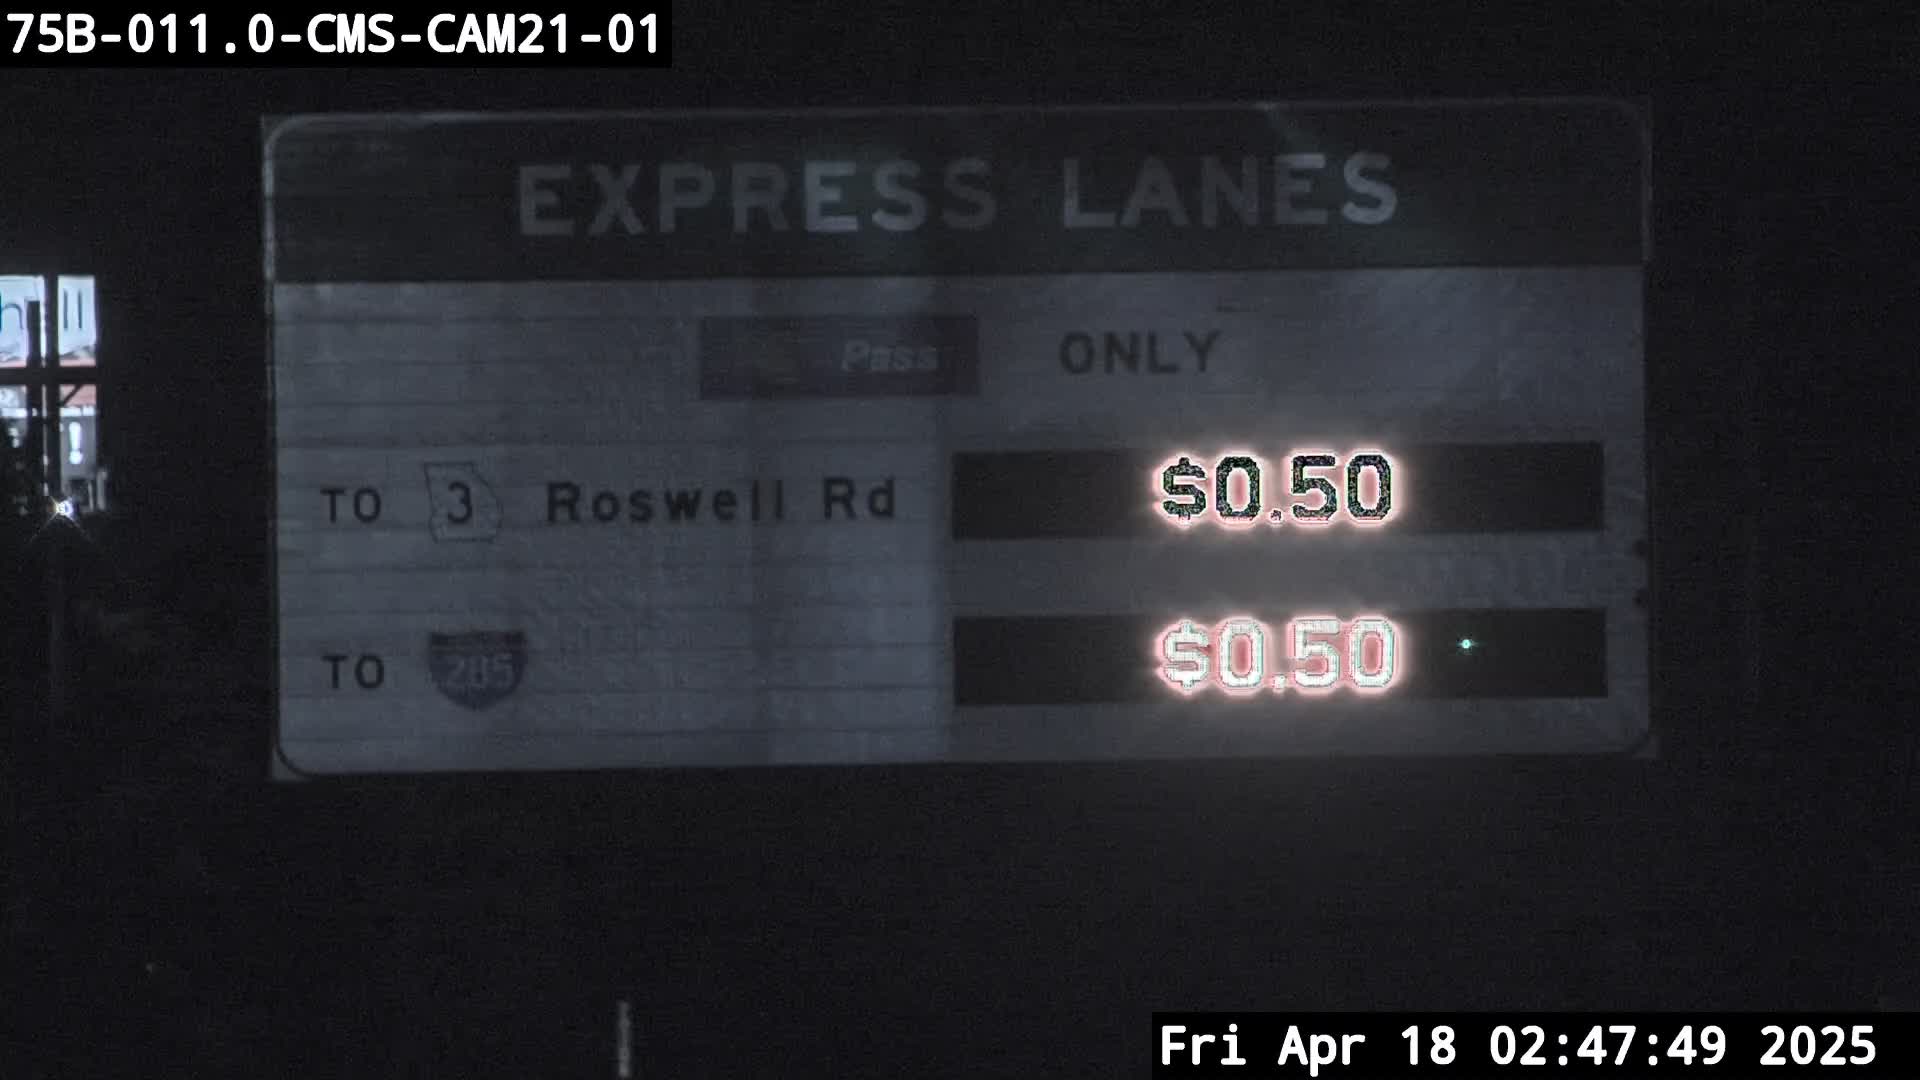 75B-011.0-CMS-CAM21-01
EXPRESS LANES
Pass ONLY
TO 3 Roswell Rd $0.50
TO 285 $0.50
Fri Apr 18 02:47:49 2025